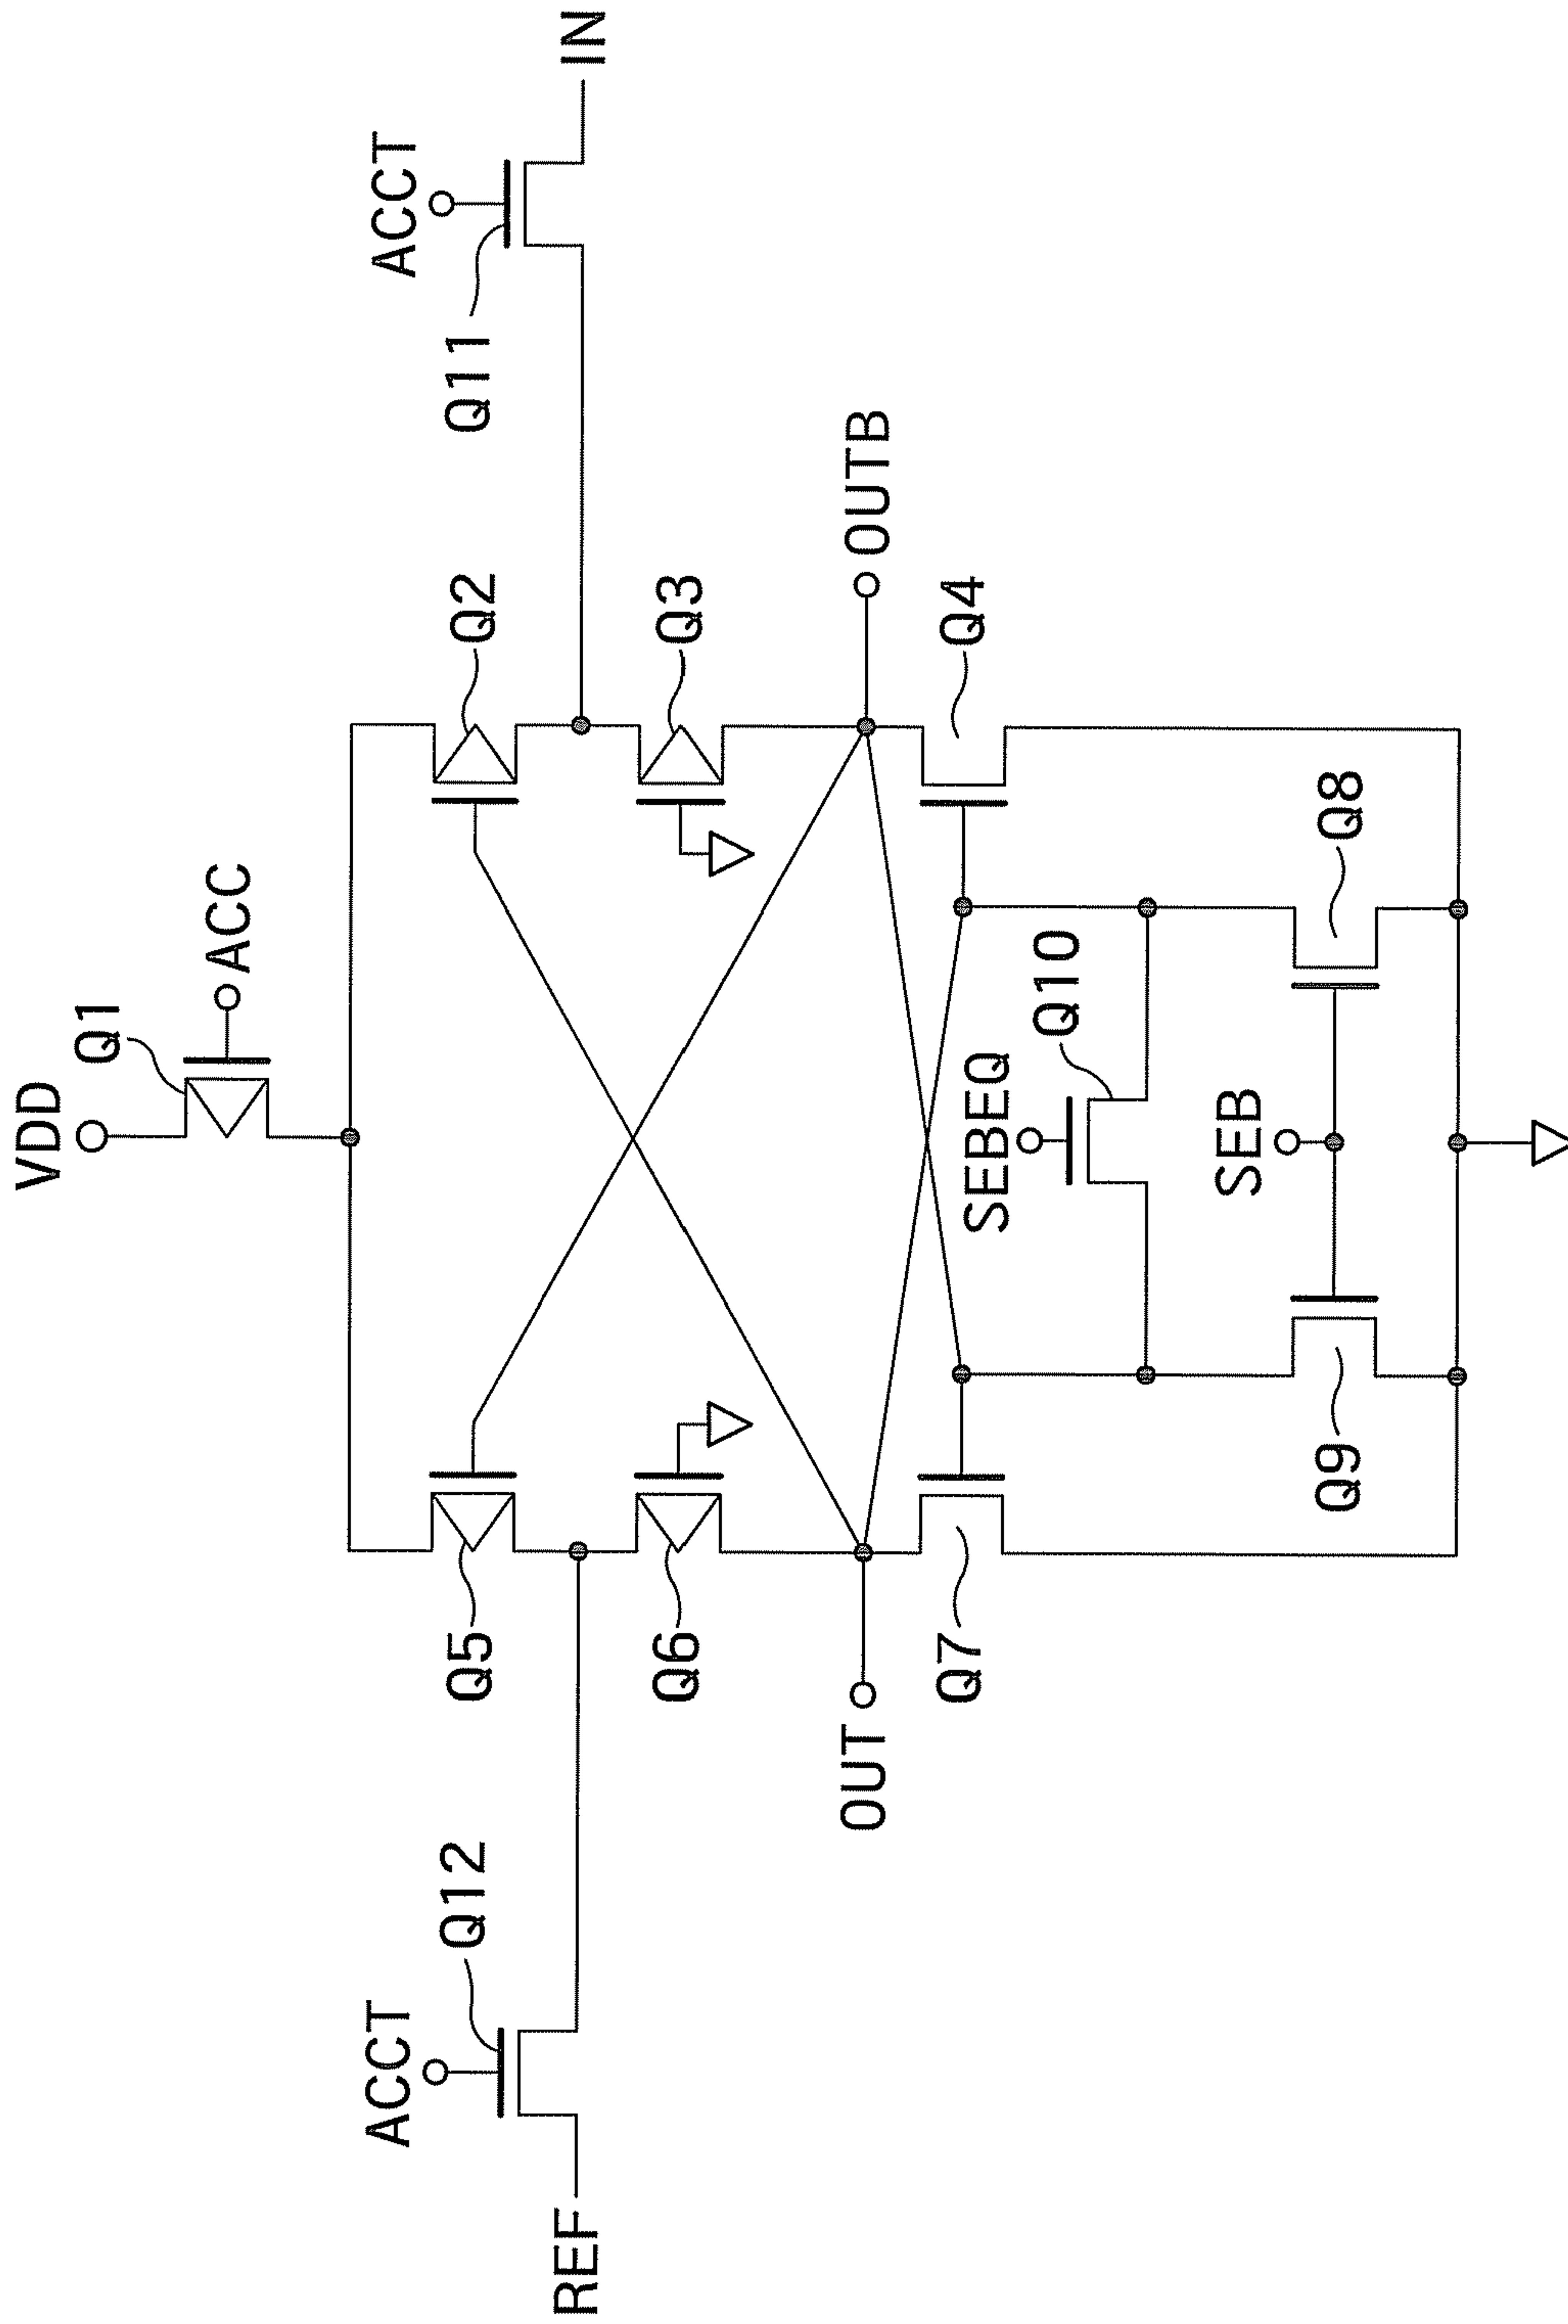 VDD
Q1
ACC
ACCT
Q12
REF
Q5
Q2
ACCT
Q11
IN
Q6
Q3
OUT
OUTB
Q7
Q4
SEBEQ
Q10
SEB
Q9
Q8